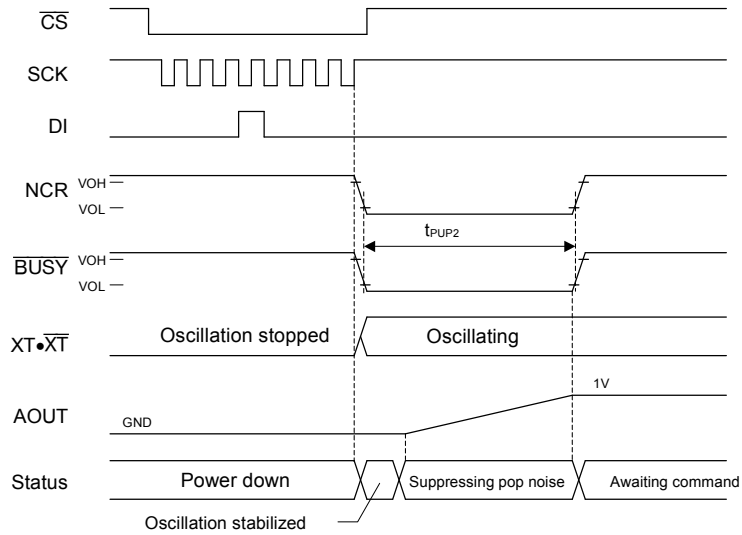 CS
SCK
DI
NCR VOH VOL
tPUP2
BUSY VOH VOL
XT•XT Oscillation stopped Oscillating
AOUT GND 1V
Status Power down Suppressing pop noise Awaiting command
Oscillation stabilized